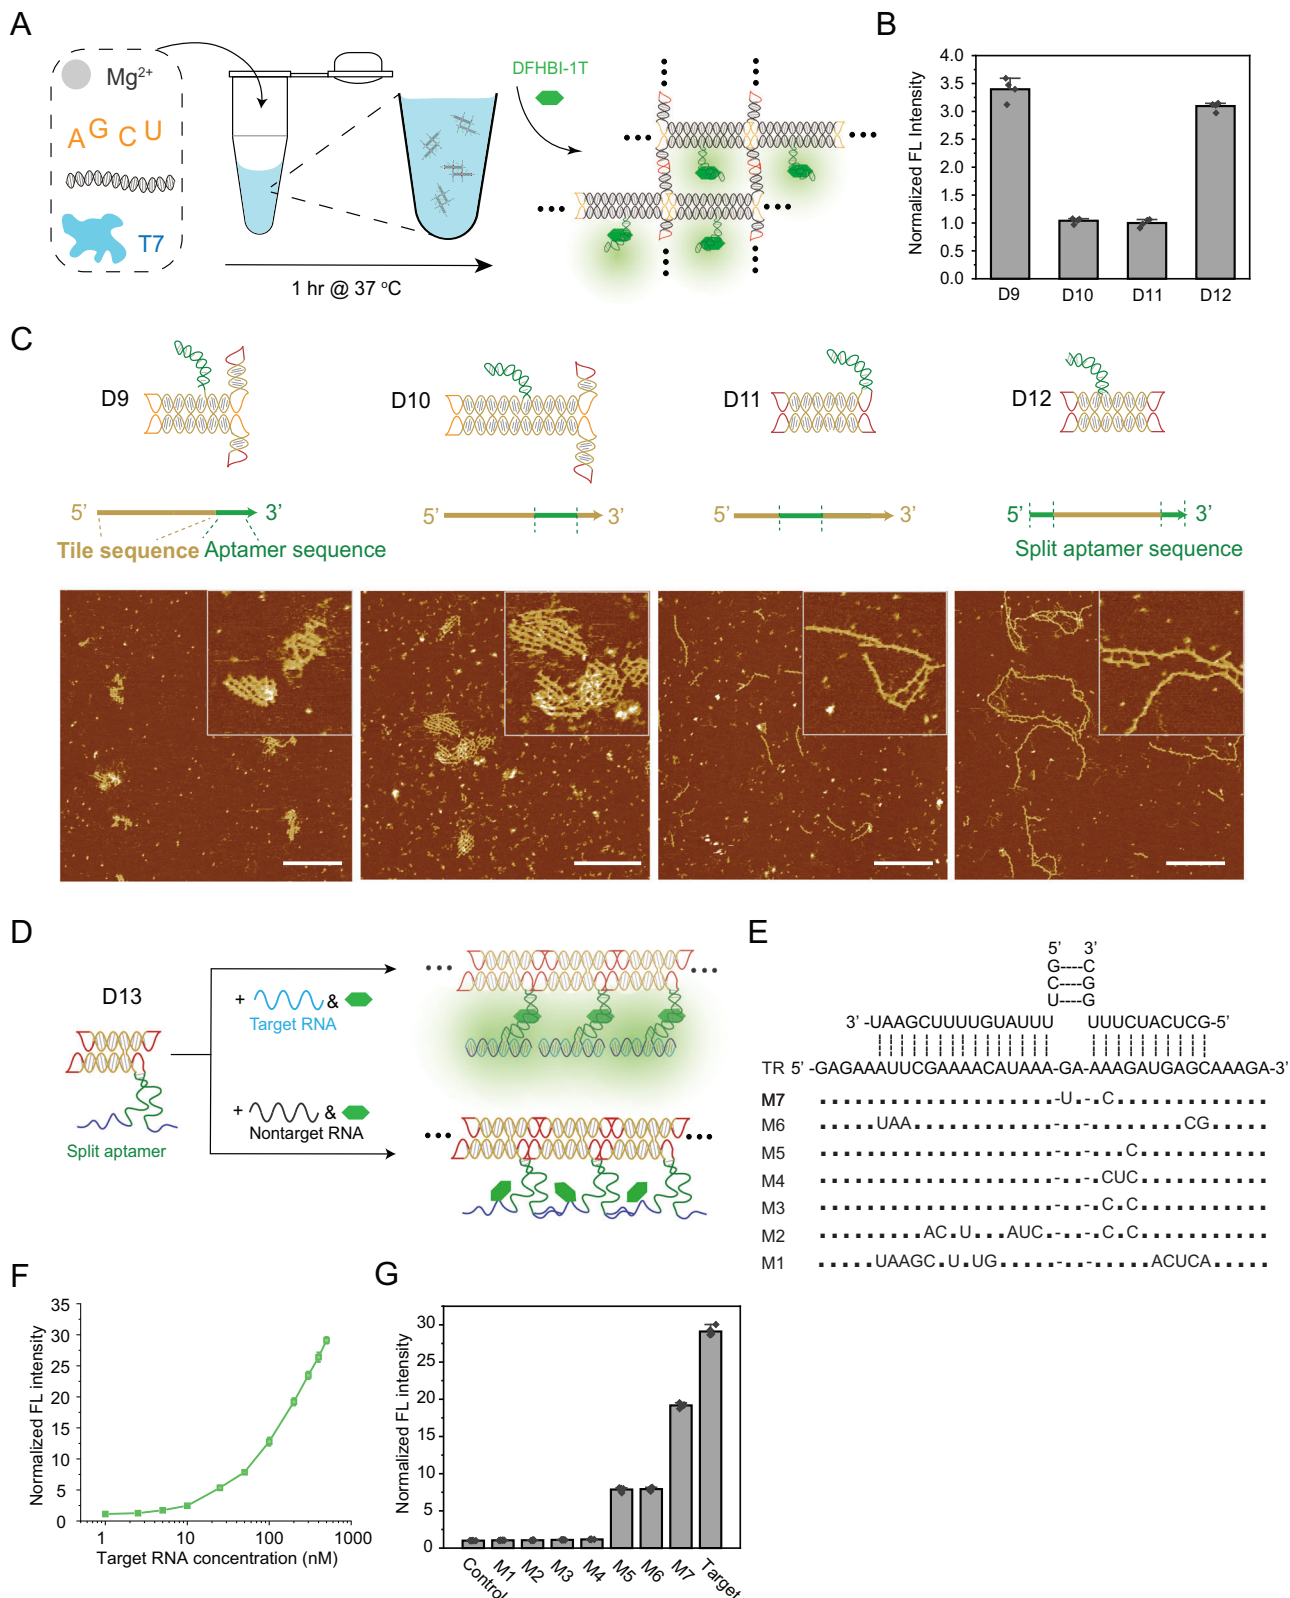 A
Mg2+
A G C U
T7
1 hr @ 37 °C
DFHBI-1T
B
Normalized FL Intensity
4.0
3.5
3.0
2.5
2.0
1.5
1.0
0.5
0.0
D9 D10 D11 D12
C
D9
D10
D11
D12
5’ 3’
5’ 3’
5’ 3’
5’ 3’
Tile sequence Aptamer sequence
Split aptamer sequence
D
D13
Split aptamer
+ &
Target RNA
+ &
Nontarget RNA
E
5’ 3’
G----C
C----G
U----G
3’ -UAAGCUUUUGUAUUU UUUCUACUCG-5’
TR 5’ -GAGAAAUUCGAAAACAUAAA-GA-AAAGAUGAGCAAAGA-3’
M7 ....................-U.-.C..............
M6 .....UAA............-..-........CG.....
M5 ....................-..-...C...........
M4 ....................-..-.CUC...........
M3 ....................-..-.C.C...........
M2 .........AC.U...AUC.-..-.C.C...........
M1 .....UAAGC.U.UG.....-..-.....ACUCA.....
F
Normalized FL intensity
35
30
25
20
15
10
5
0
1 10 100 1000
Target RNA concentration (nM)
G
Normalized FL intensity
30
25
20
15
10
5
0
Control M1 M2 M3 M4 M5 M6 M7 Target